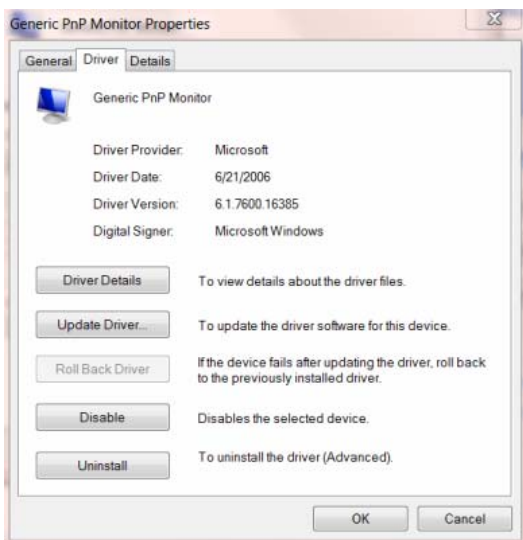 Generic PnP Monitor Properties
General Driver Details
Generic PnP Monitor
Driver Provider: Microsoft
Driver Date: 6/21/2006
Driver Version: 6.1.7600.16385
Digital Signer: Microsoft Windows
Driver Details To view details about the driver files.
Update Driver... To update the driver software for this device.
Roll Back Driver If the device fails after updating the driver, roll back
to the previously installed driver.
Disable Disables the selected device.
Uninstall To uninstall the driver (Advanced).
OK Cancel